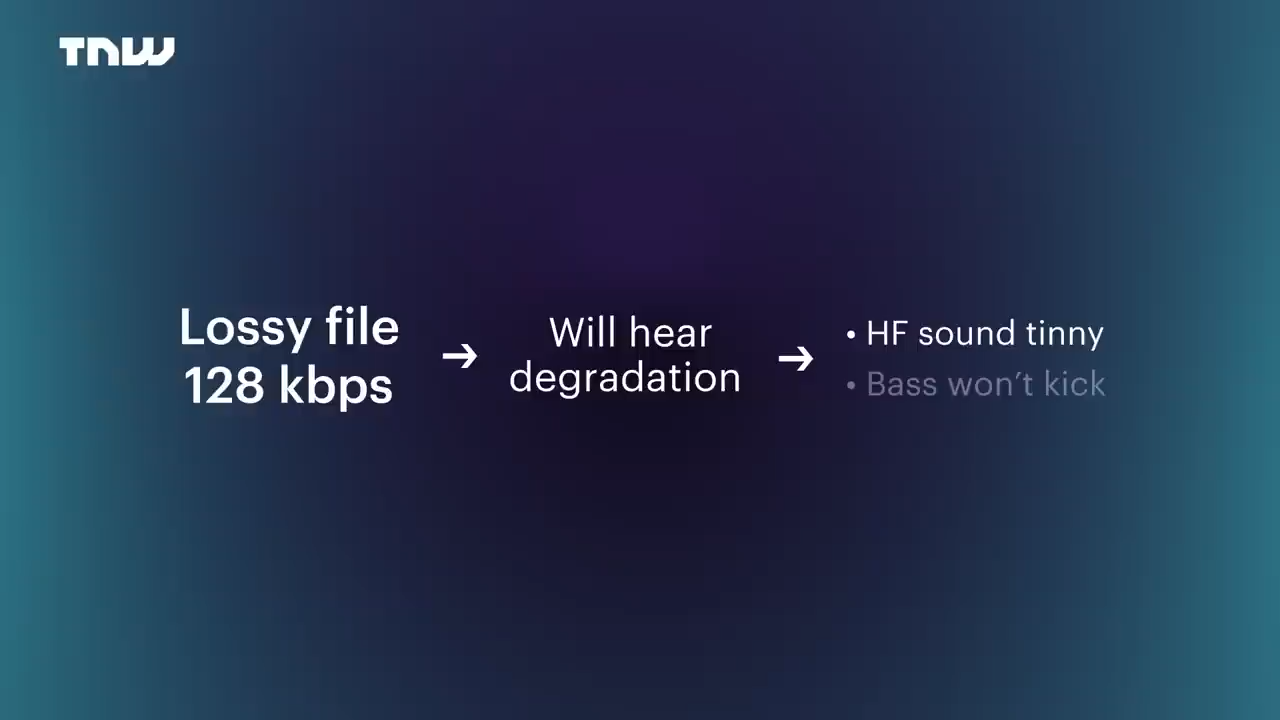 TNW
Lossy file
128 kbps
→
Will hear
degradation
→
• HF sound tinny
• Bass won’t kick